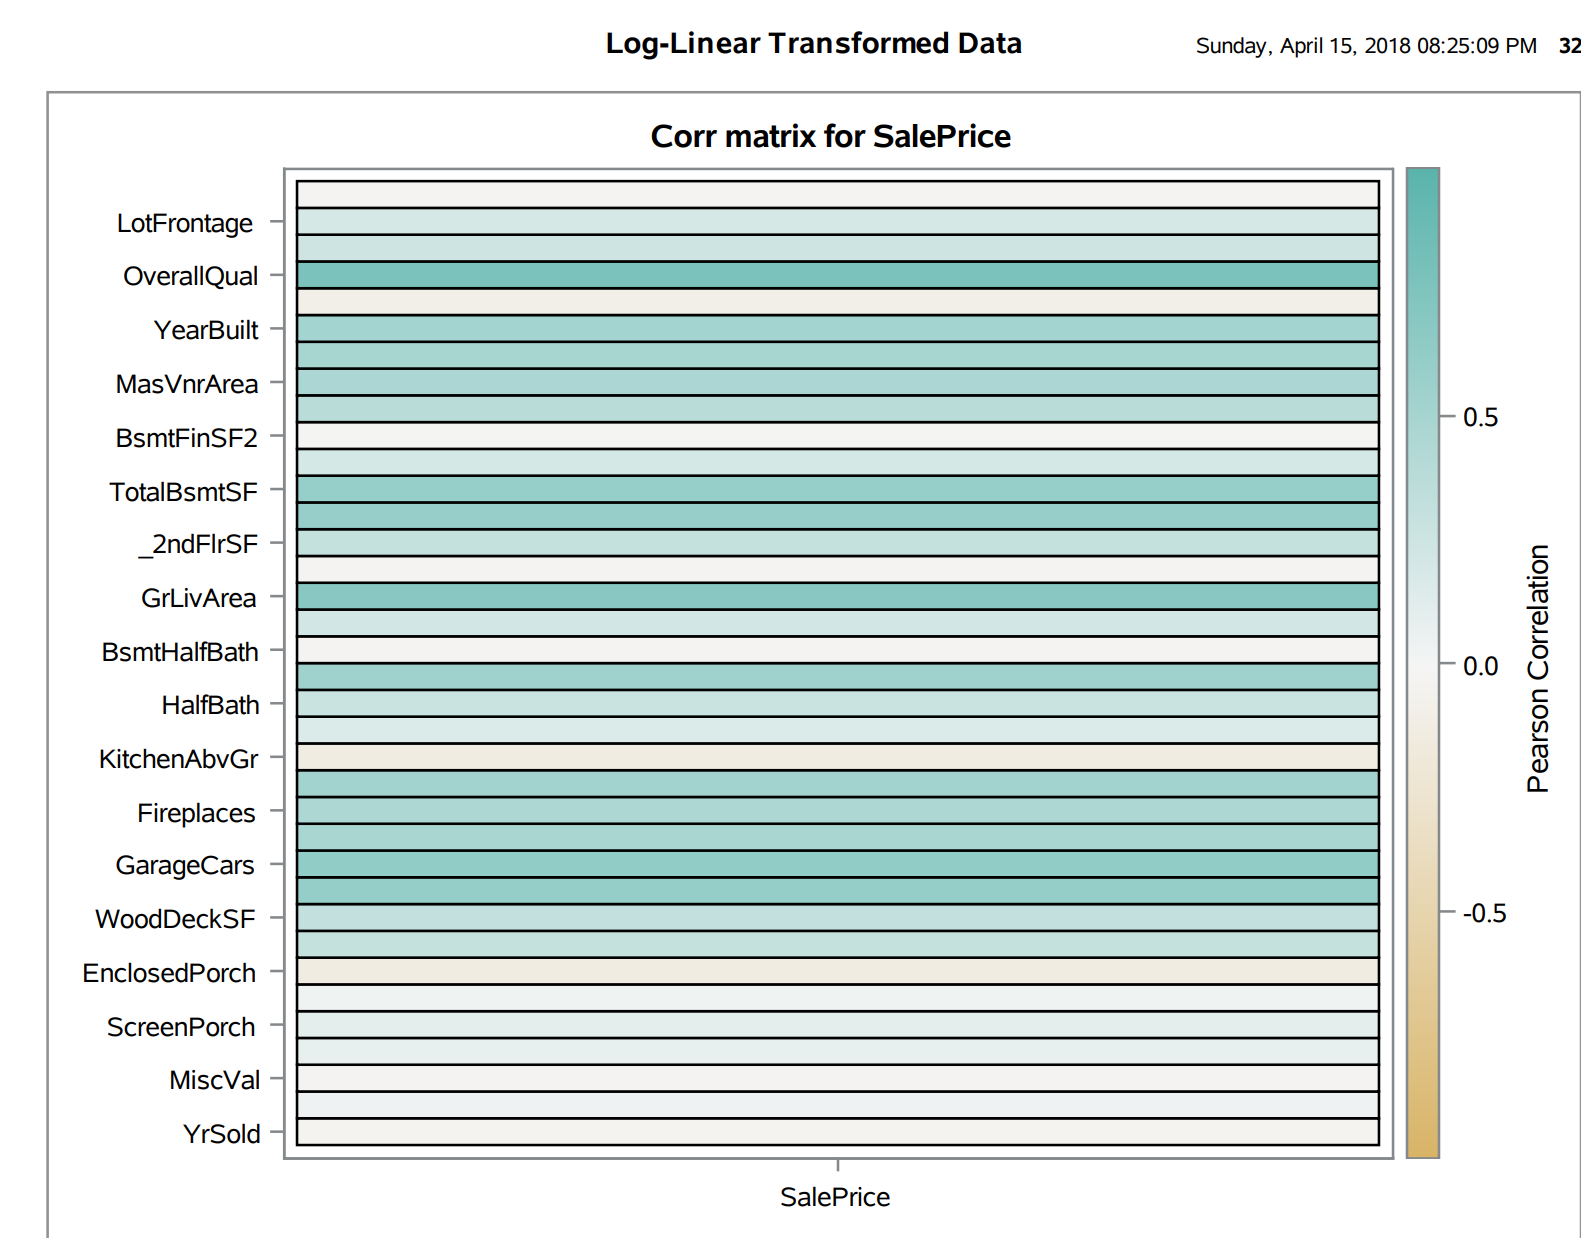 Log-Linear Transformed Data
Sunday, April 15, 2018 08:25:09 PM 32
Corr matrix for SalePrice
LotFrontage
OverallQual
YearBuilt
MasVnrArea
BsmtFinSF2
TotalBsmtSF
_2ndFlrSF
GrLivArea
BsmtHalfBath
HalfBath
KitchenAbvGr
Fireplaces
GarageCars
WoodDeckSF
EnclosedPorch
ScreenPorch
MiscVal
YrSold
SalePrice
0.5
0.0
-0.5
Pearson Correlation